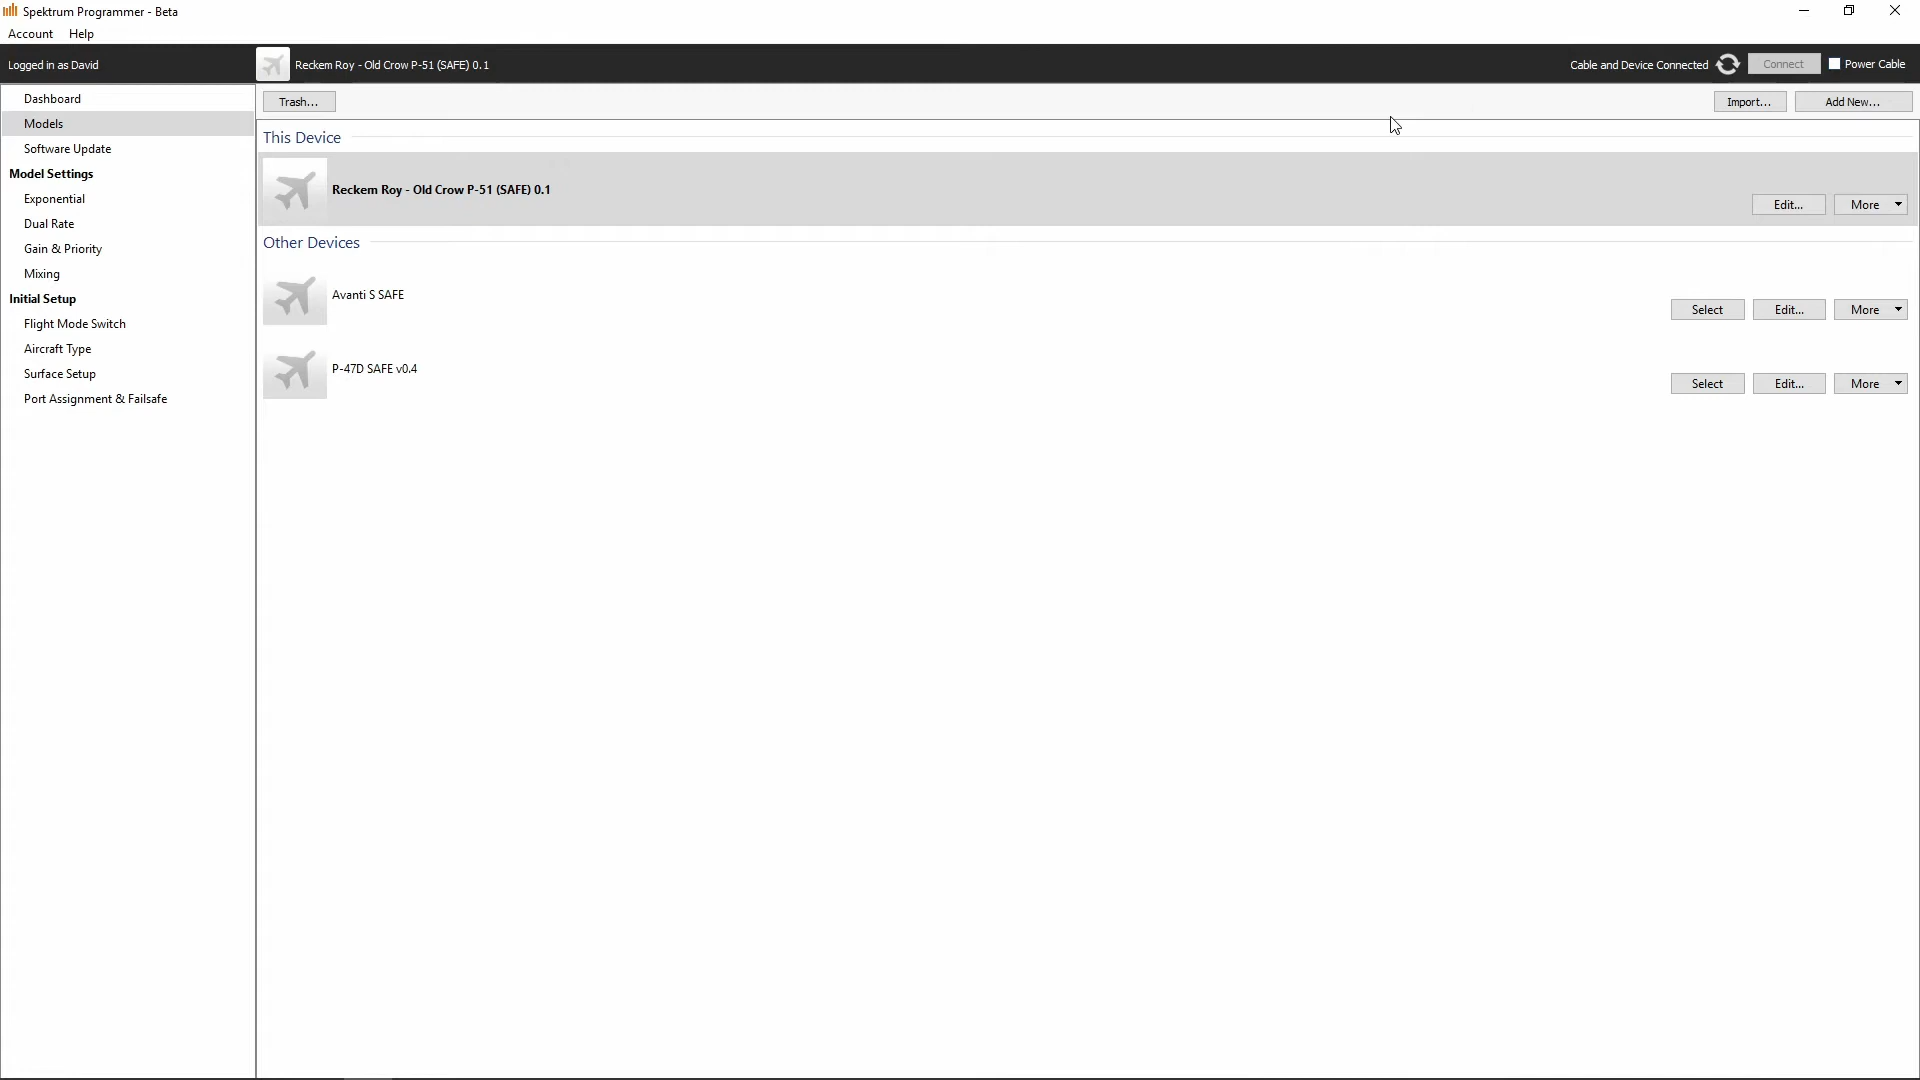 Spektrum Programmer - Beta
Account Help
Logged in as David
Reckem Roy - Old Crow P-51 (SAFE) 0.1
Cable and Device Connected
Connect
Power Cable
Dashboard
Models
Software Update
Model Settings
Exponential
Dual Rate
Gain & Priority
Mixing
Initial Setup
Flight Mode Switch
Aircraft Type
Surface Setup
Port Assignment & Failsafe
Trash...
Import...
Add New...
This Device
Reckem Roy - Old Crow P-51 (SAFE) 0.1
Edit...
More
Other Devices
Avanti S SAFE
Select
Edit...
More
P-47D SAFE v0.4
Select
Edit...
More